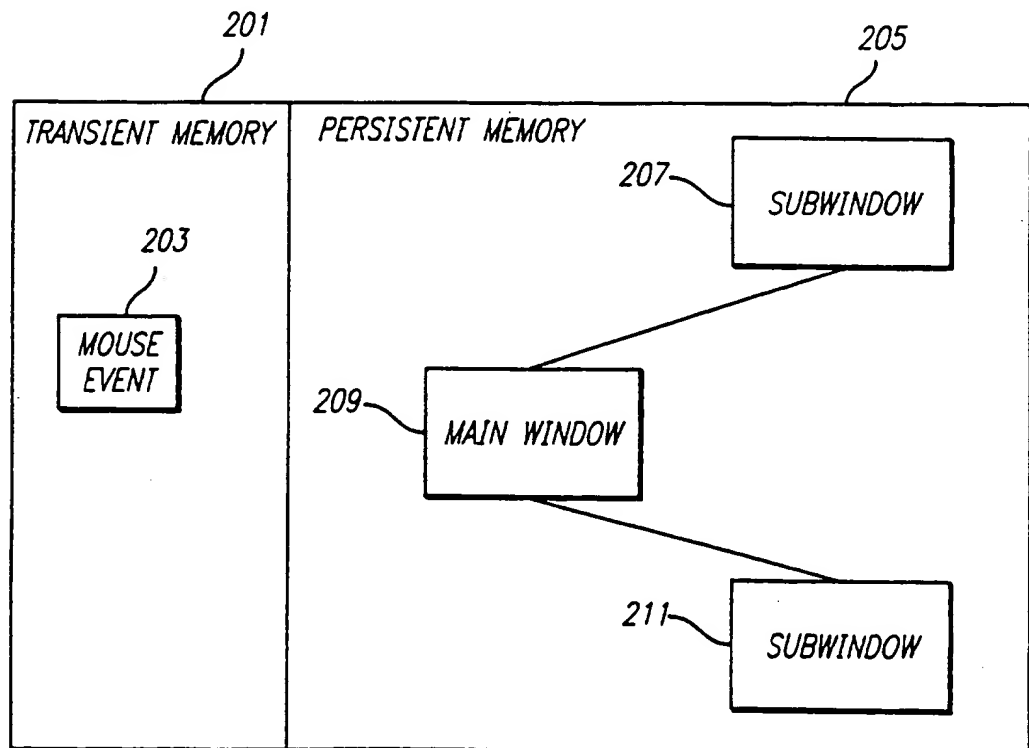 201
205
TRANSIENT MEMORY
PERSISTENT MEMORY
207
SUBWINDOW
203
MOUSE
EVENT
209
MAIN WINDOW
211
SUBWINDOW